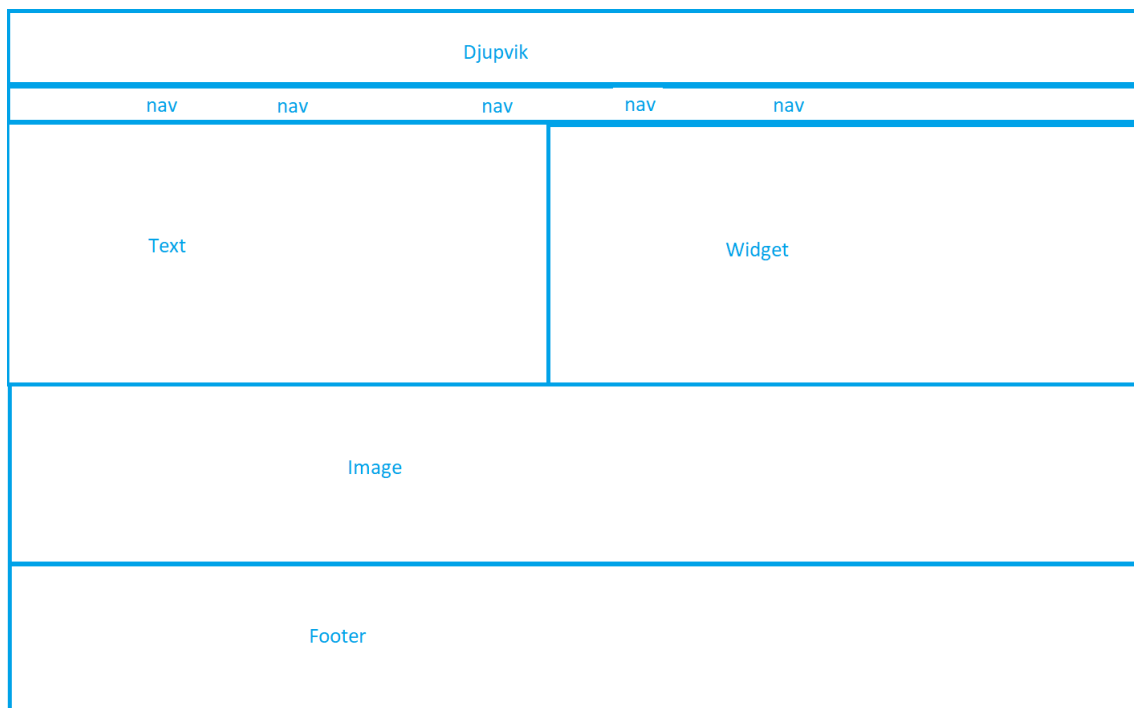 Djupvik
nav nav nav nav nav
Text
Widget
Image
Footer